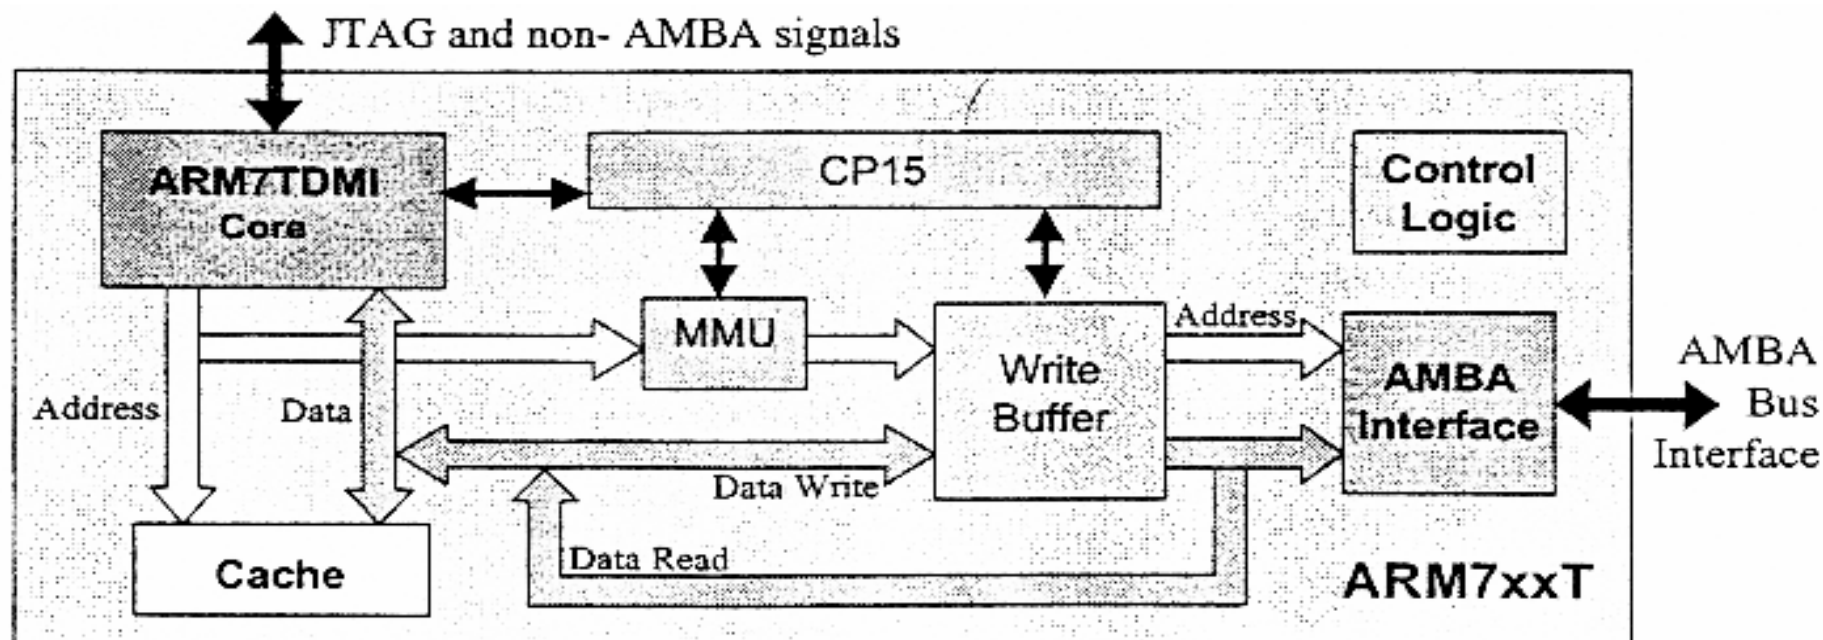 JTAG and non- AMBA signals
ARM7TDMI
Core
CP15
Control
Logic
MMU
Write
Buffer
Address
AMBA
Interface
AMBA
Bus
Interface
Address
Data
Data Write
Data Read
Cache
ARM7xxT